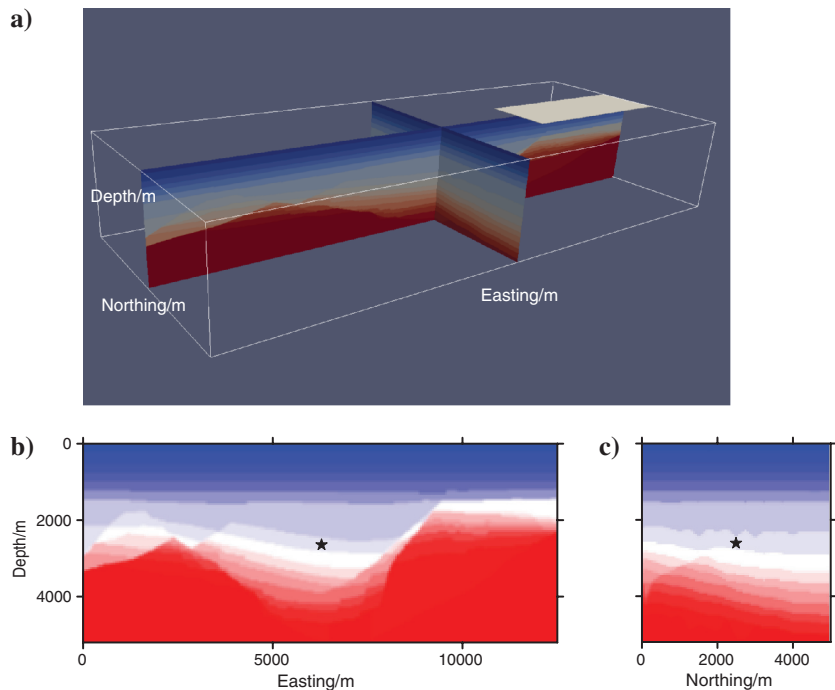 a)
Depth/m
Northing/m
Easting/m
b)
0
2000
4000
Depth/m
0
5000
10000
Easting/m
c)
0
2000
4000
Northing/m